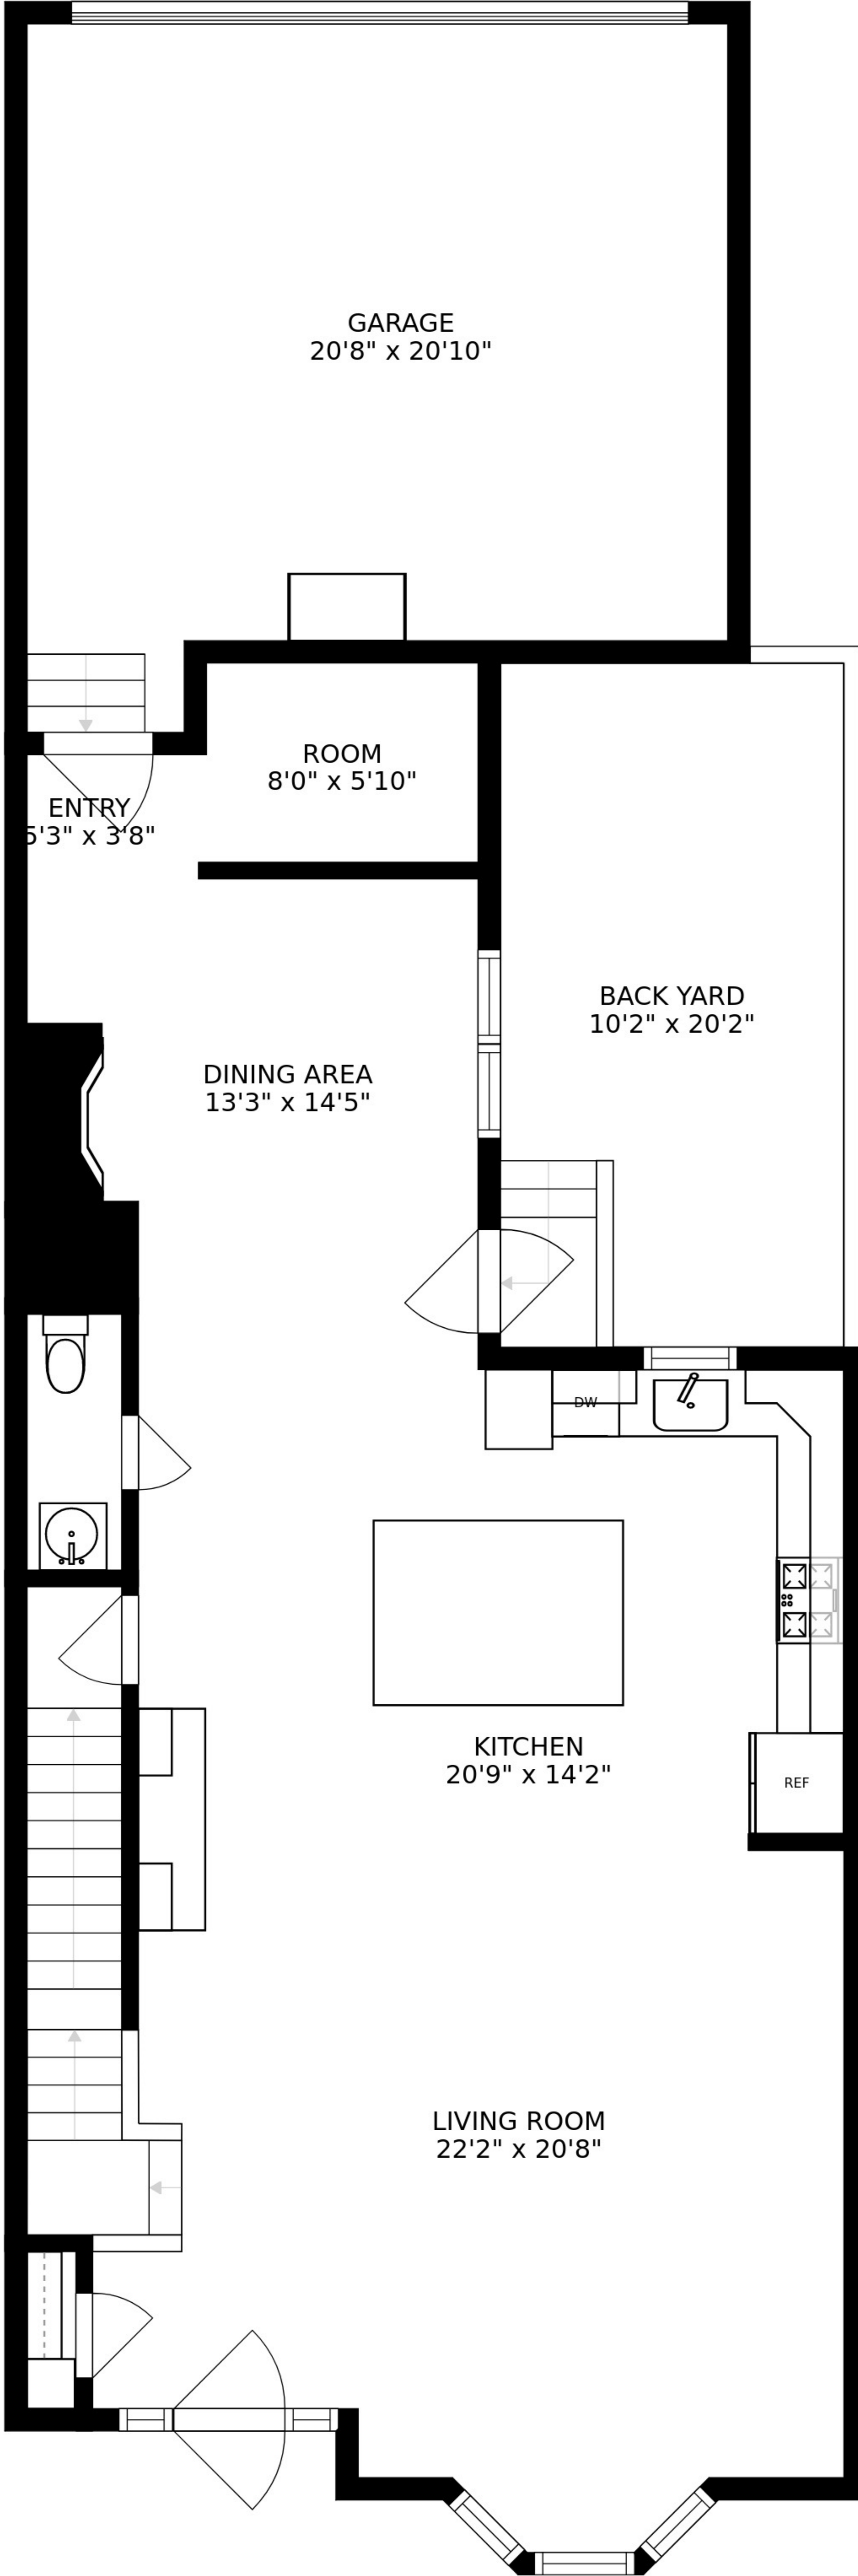 GARAGE
20'8" x 20'10"
ROOM
8'0" x 5'10"
ENTRY
5'3" x 3'8"
BACK YARD
10'2" x 20'2"
DINING AREA
13'3" x 14'5"
DW
KITCHEN
20'9" x 14'2"
REF
LIVING ROOM
22'2" x 20'8"